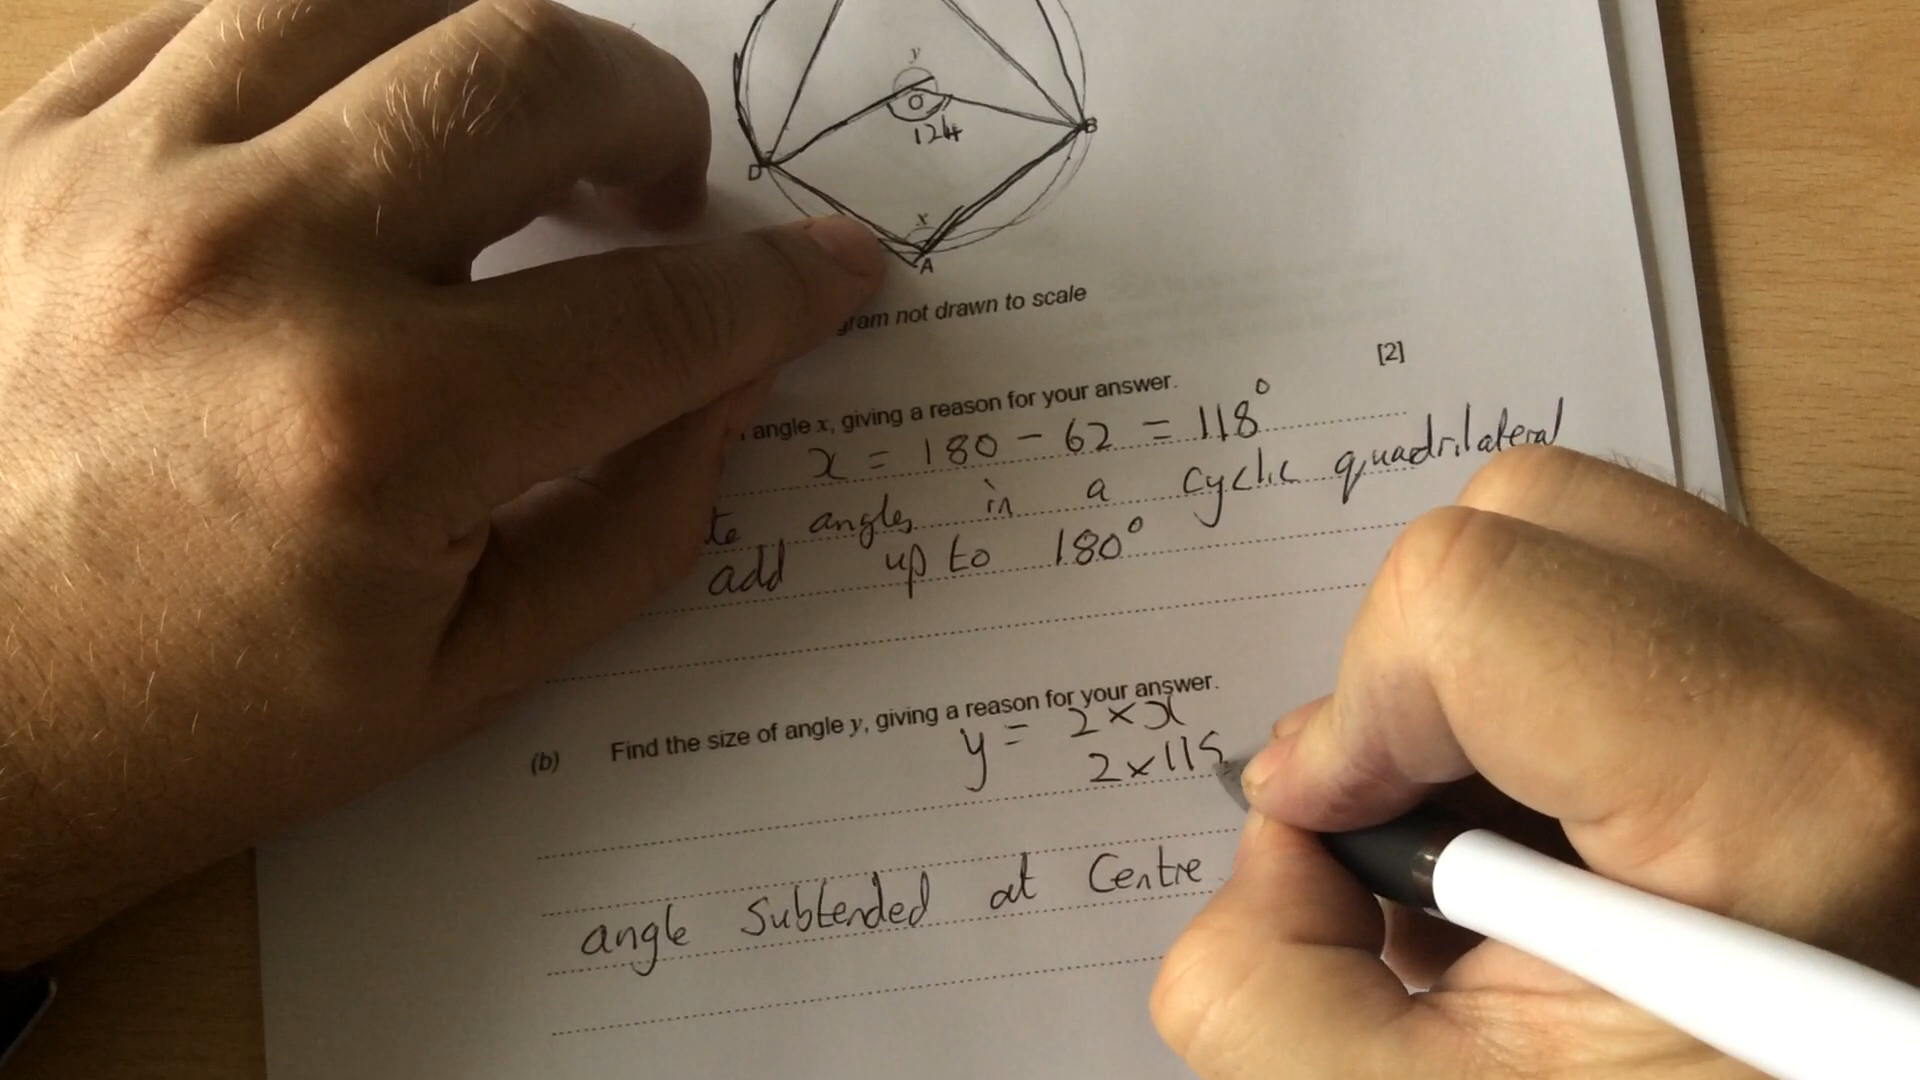 y
O
124
B
D
x
A
gram not drawn to scale
[2]
angle x, giving a reason for your answer.
x = 180 - 62 = 118°
te angles in a cyclic quadrilateral
add up to 180°
(b) Find the size of angle y, giving a reason for your answer.
y = 2 × x
2 × 115
angle subtended at Centre